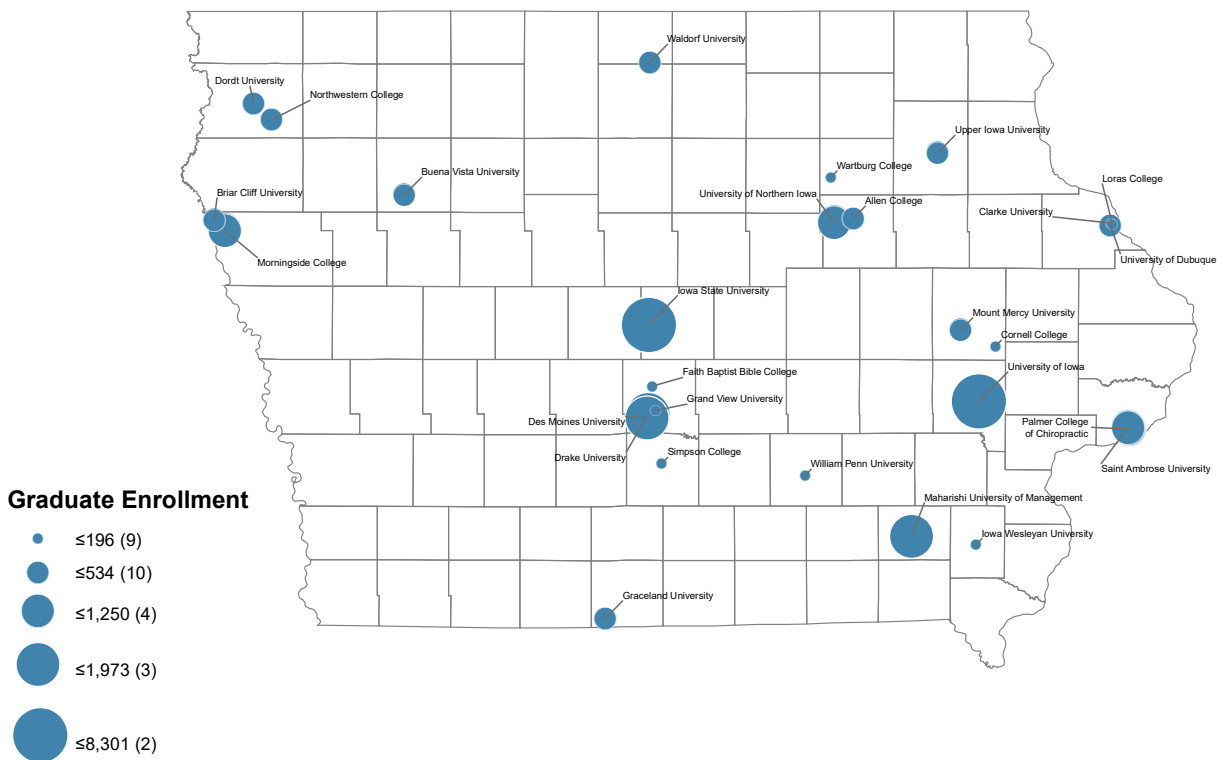 Waldorf University
Dordt University
Northwestern College
Upper Iowa University
Wartburg College
Buena Vista University
Loras College
Briar Cliff University
University of Northern Iowa
Allen College
Clarke University
Morningside College
University of Dubuque
Iowa State University
Mount Mercy University
Cornell College
University of Iowa
Faith Baptist Bible College
Grand View University
Des Moines University
Palmer College
of Chiropractic
Drake University
Simpson College
William Penn University
Saint Ambrose University
Maharishi University of Management
Iowa Wesleyan University
Graceland University
Graduate Enrollment
≤196 (9)
≤534 (10)
≤1,250 (4)
≤1,973 (3)
≤8,301 (2)